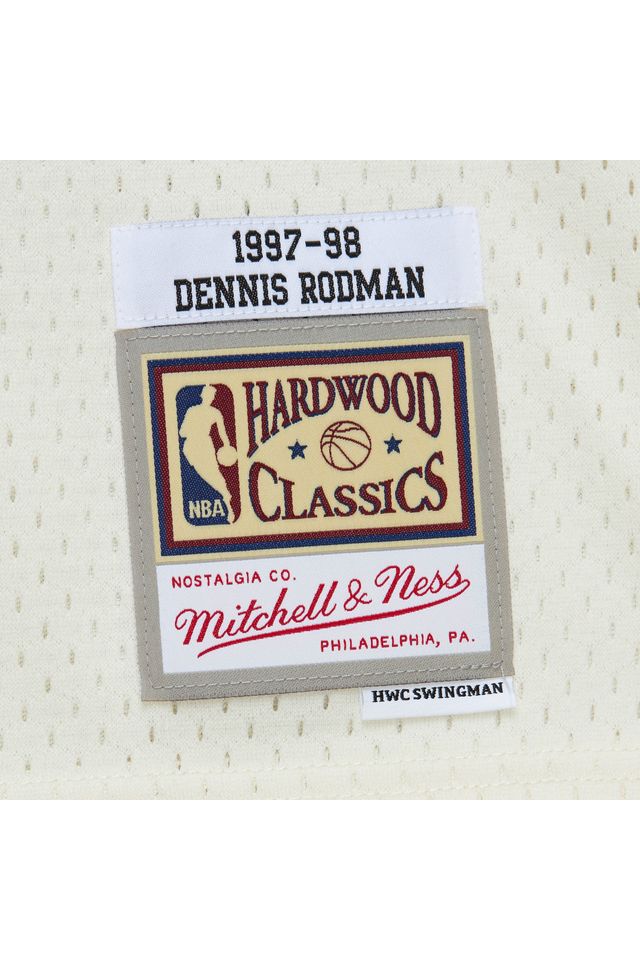 1997-98
DENNIS RODMAN
HARDWOOD
CLASSICS
NBA
NOSTALGIA CO.
Mitchell & Ness
PHILADELPHIA, PA.
HWC SWINGMAN